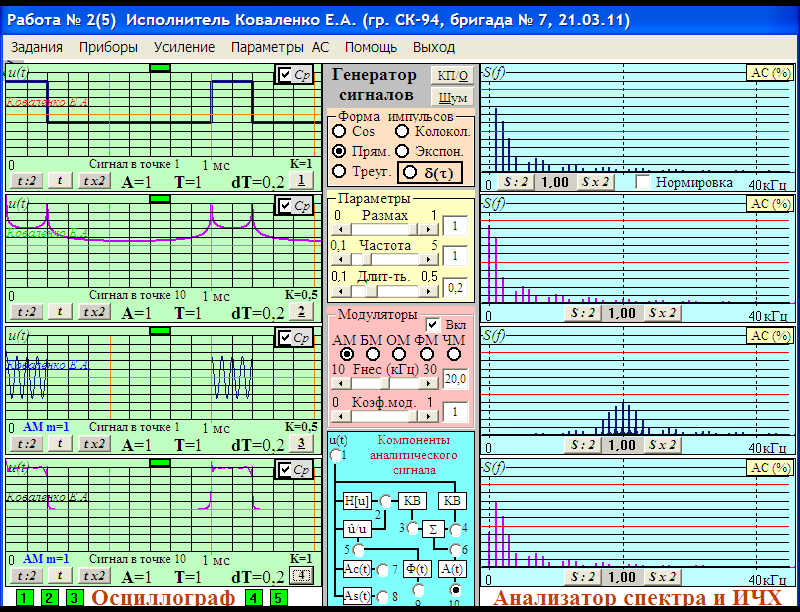 Работа № 2(5) Исполнитель Коваленко Е.А. (гр. СК-94, бригада № 7, 21.03.11)
Задания Приборы Усиление Параметры АС Помощь Выход
u(t) Ср
Коваленко Е.А
0 Сигнал в точке 1 1 мс K=1
t:2 t tx2 A=1 T=1 dT=0,2 1
u(t) Ср
Коваленко Е.А
0 Сигнал в точке 10 1 мс K=0,5
t:2 t tx2 A=1 T=1 dT=0,2 2
u(t) Ср
Коваленко Е.А
0 AM m=1 1 мс K=0,5
t:2 t tx2 A=1 T=1 dT=0,2 3
u(t) Ср
Коваленко Е.А
0 AM m=1 Сигнал в точке 10 1 мс K=1
t:2 t tx2 A=1 T=1 dT=0,2 4
1 2 3 Осциллограф 4 5
Генератор сигналов
КП/О
Шум
Форма импульсов
Cos Колокол.
Прям. Экспон.
Треуг. δ(τ)
Параметры
0 Размах 1
1
0,1 Частота 5
1
0,1 Длит-ть. 0,5
0,2
Модуляторы
Вкл
АМ БМ ОМ ФМ ЧМ
10 Fнес (кГц) 30
20,0
0 Коэф.мод. 1
1
u(t) Компоненты
1 аналитического
сигнала
H[u] КВ КВ
2
û/u 3 Σ 4
5 6
Ac(t) 7 Ф(t) A(t)
As(t) 8 9 10
S(f) АС (%)
0 S:2 1,00 Sx2 Нормировка 40кГц
S(f) АС (%)
0 S:2 1,00 Sx2 40кГц
S(f) АС (%)
0 S:2 1,00 Sx2 40кГц
S(f) АС (%)
0 S:2 1,00 Sx2 40кГц
Анализатор спектра и ИЧХ